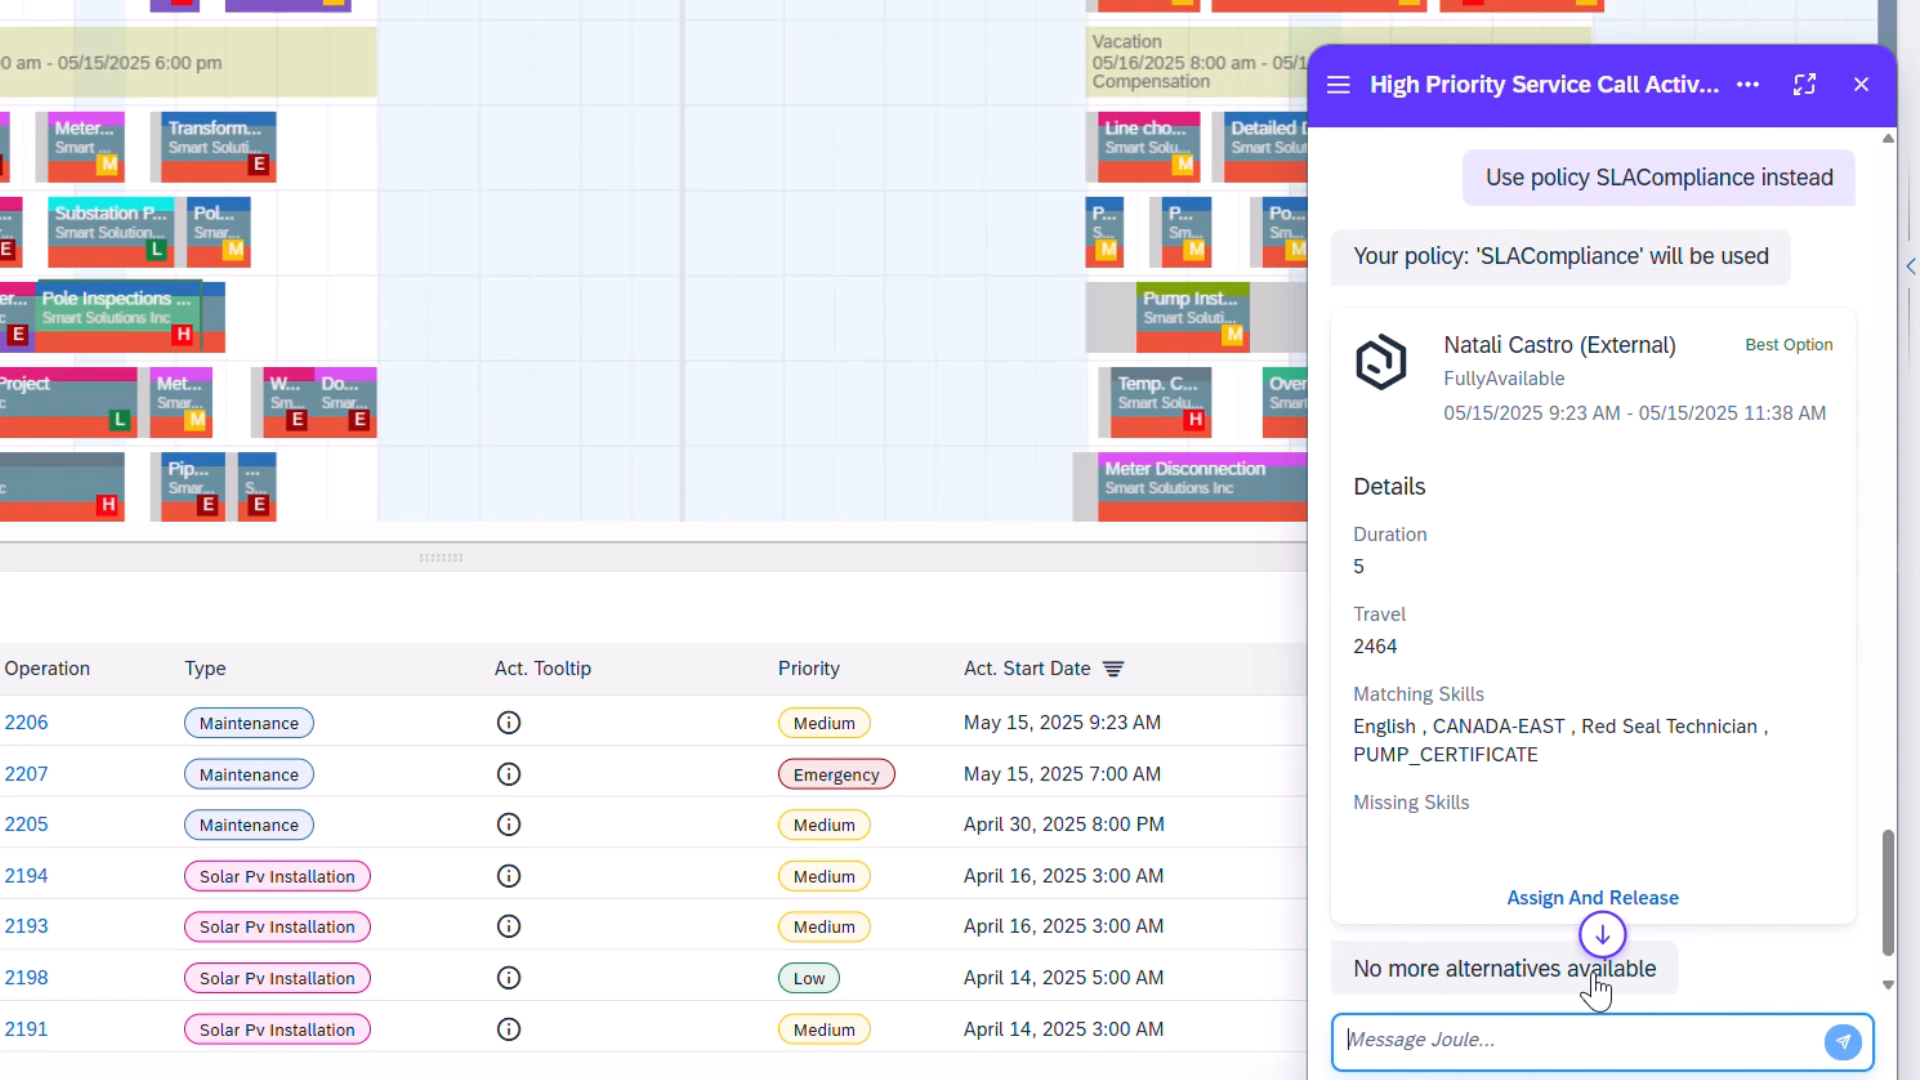 0 am - 05/15/2025 6:00 pm
Vacation
05/16/2025 8:00 am - 05/1
Compensation
Meter...
Smart ...
M
Transform...
Smart Soluti...
E
Line cho...
Smart Solu...
M
Detailed D
Smart Solut
E
Substation P...
Smart Solution...
L
Pol...
Smar...
M
P...
S...
M
P...
Sm...
M
Po...
Sm...
M
er...
c
E
Pole Inspections ...
Smart Solutions Inc
H
Pump Inst...
Smart Soluti...
M
Project
c
L
Met...
Smar...
M
W...
Sm...
E
Do...
Smar...
E
Temp. C...
Smart Solu...
H
Over
Smart
c
H
Pip...
Smar...
E
...
S...
E
Meter Disconnection
Smart Solutions Inc
Operation Type Act. Tooltip Priority Act. Start Date
2206 Maintenance Medium May 15, 2025 9:23 AM
2207 Maintenance Emergency May 15, 2025 7:00 AM
2205 Maintenance Medium April 30, 2025 8:00 PM
2194 Solar Pv Installation Medium April 16, 2025 3:00 AM
2193 Solar Pv Installation Medium April 16, 2025 3:00 AM
2198 Solar Pv Installation Low April 14, 2025 5:00 AM
2191 Solar Pv Installation Medium April 14, 2025 3:00 AM
High Priority Service Call Activ...
Use policy SLACompliance instead
Your policy: 'SLACompliance' will be used
Natali Castro (External) Best Option
FullyAvailable
05/15/2025 9:23 AM - 05/15/2025 11:38 AM
Details
Duration
5
Travel
2464
Matching Skills
English , CANADA-EAST , Red Seal Technician ,
PUMP_CERTIFICATE
Missing Skills
Assign And Release
No more alternatives available
Message Joule...